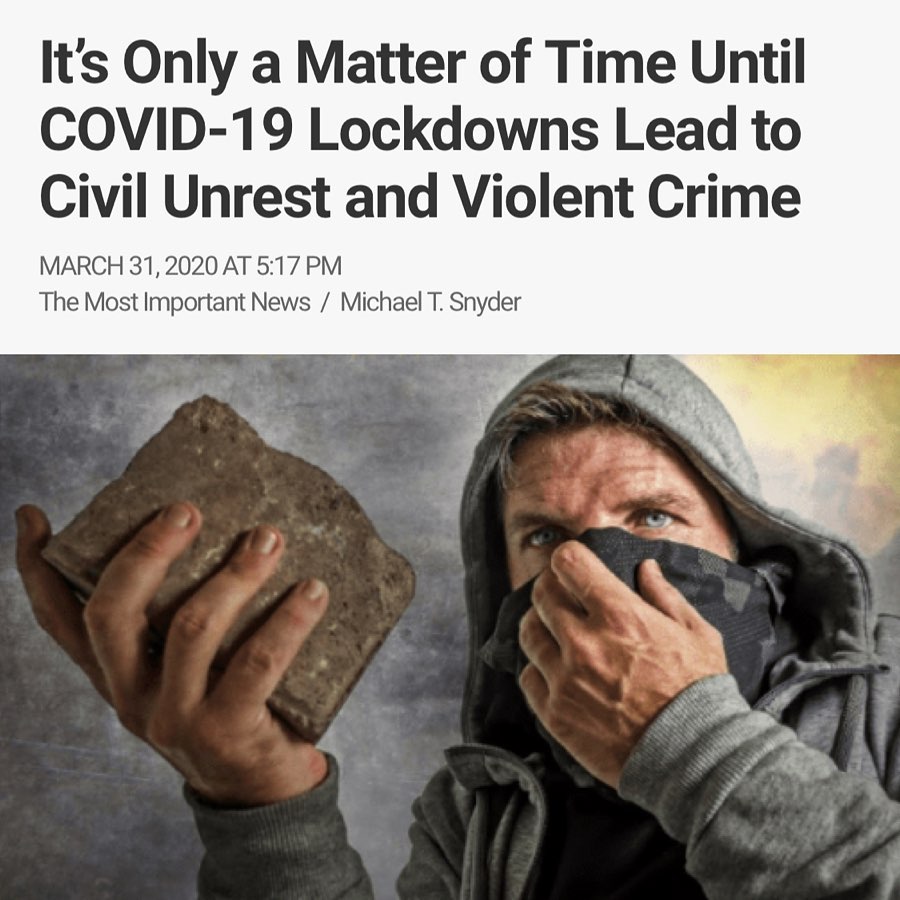 It’s Only a Matter of Time Until
COVID-19 Lockdowns Lead to
Civil Unrest and Violent Crime
MARCH 31, 2020 AT 5:17 PM
The Most Important News / Michael T. Snyder